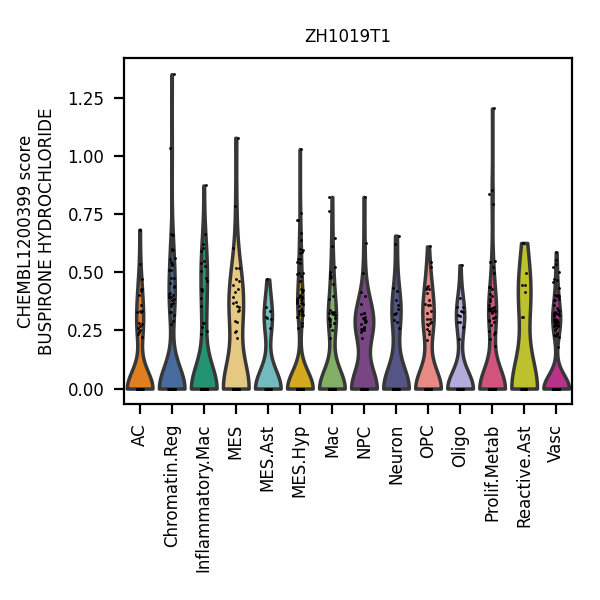 ZH1019T1
CHEMBL1200399 score
BUSPIRONE HYDROCHLORIDE
1.25
1.00
0.75
0.50
0.25
0.00
AC
Chromatin.Reg
Inflammatory.Mac
MES
MES.Ast
MES.Hyp
Mac
NPC
Neuron
OPC
Oligo
Prolif.Metab
Reactive.Ast
Vasc